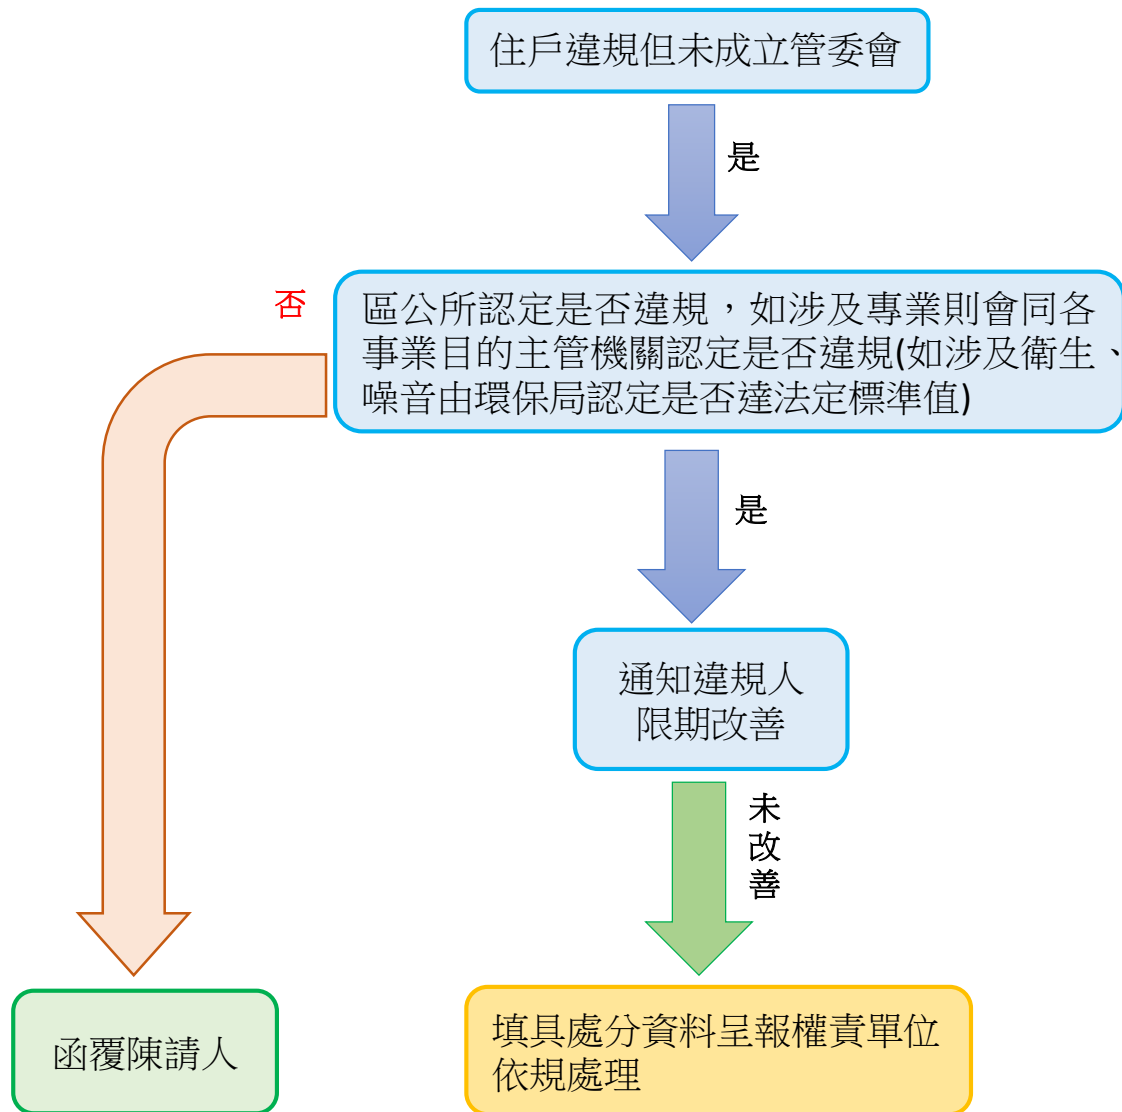 住戶違規但未成立管委會
是
否
區公所認定是否違規，如涉及專業則會同各
事業目的主管機關認定是否違規(如涉及衛生、
噪音由環保局認定是否達法定標準值)
是
通知違規人
限期改善
未
改
善
函覆陳請人
填具處分資料呈報權責單位
依規處理